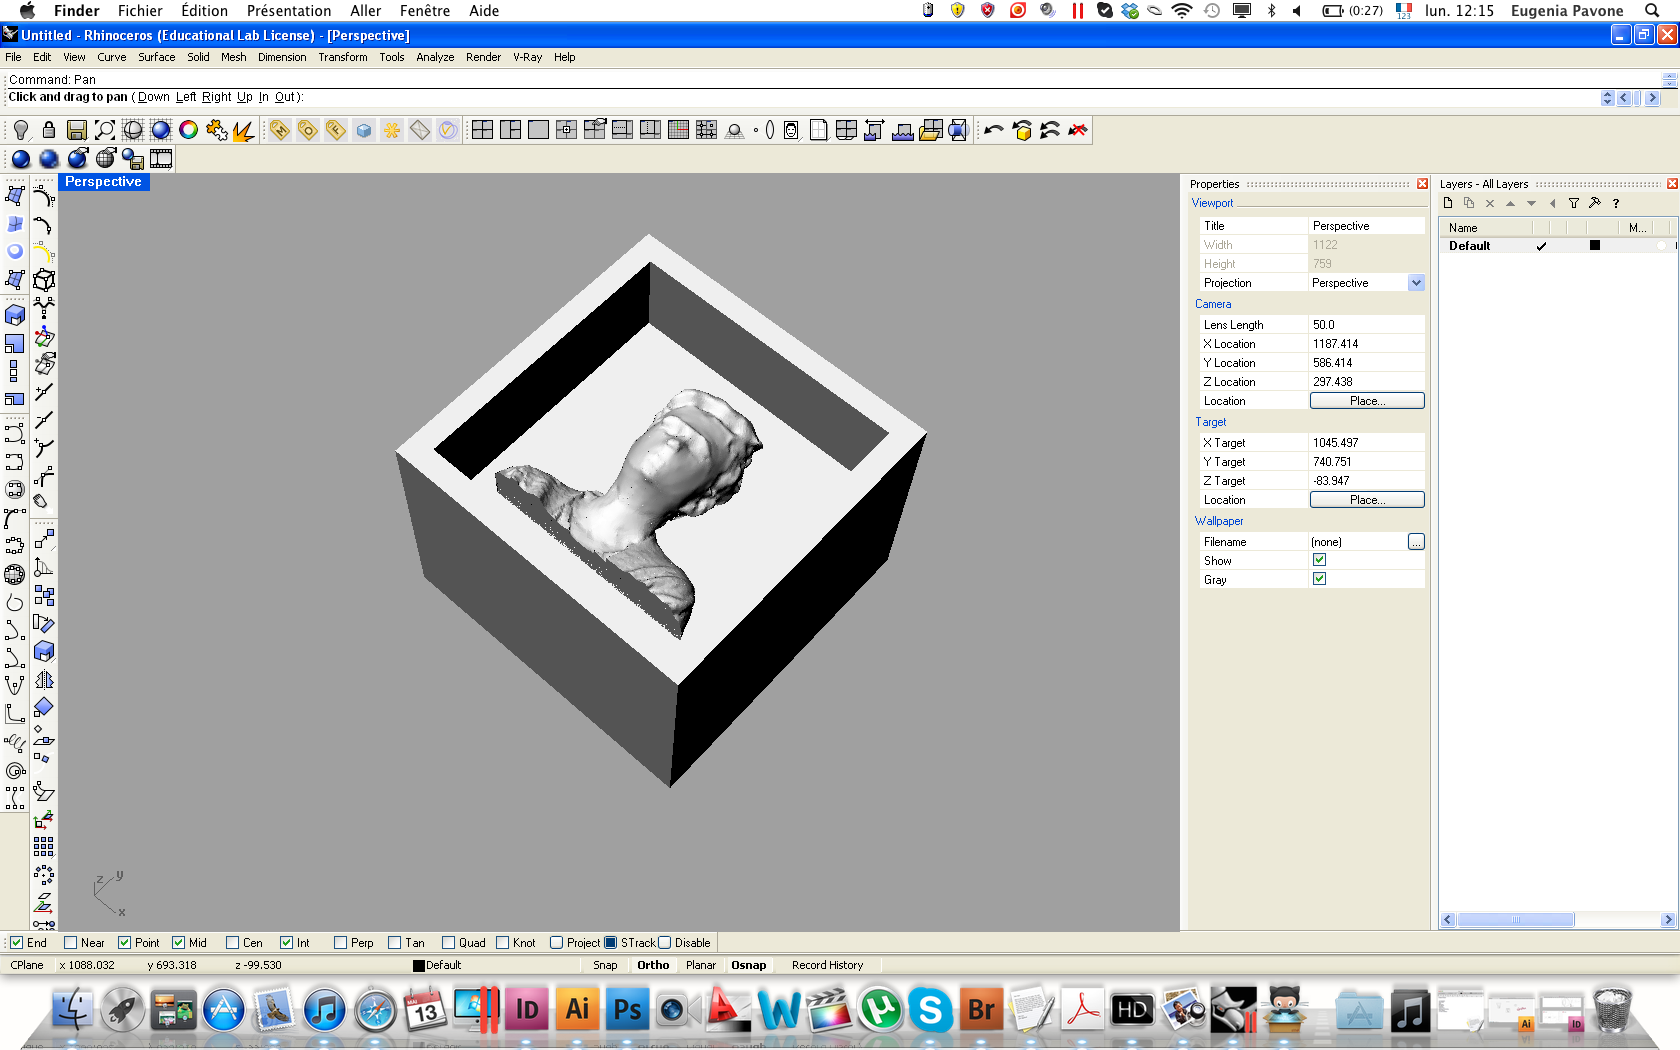 Finder Fichier Édition Présentation Aller Fenêtre Aide (0:27) 123 lun. 12:15 Eugenia Pavone
Untitled - Rhinoceros (Educational Lab License) - [Perspective]
File Edit View Curve Surface Solid Mesh Dimension Transform Tools Analyze Render V-Ray Help
Command: Pan
Click and drag to pan ( Down Left Right Up In Out ):
Perspective
Properties
Viewport
Title Perspective
Width 1122
Height 759
Projection Perspective
Camera
Lens Length 50.0
X Location 1187.414
Y Location 586.414
Z Location 297.438
Location Place...
Target
X Target 1045.497
Y Target 740.751
Z Target -83.947
Location Place...
Wallpaper
Filename (none) ...
Show
Gray
Layers - All Layers
Name M...
Default
z y
x
End Near Point Mid Cen Int Perp Tan Quad Knot Project STrack Disable
CPlane x 1088.032 y 693.318 z -99.530 Default Snap Ortho Planar Osnap Record History
MAI 13 Id Ai Ps W µ S Br HD Ai ID